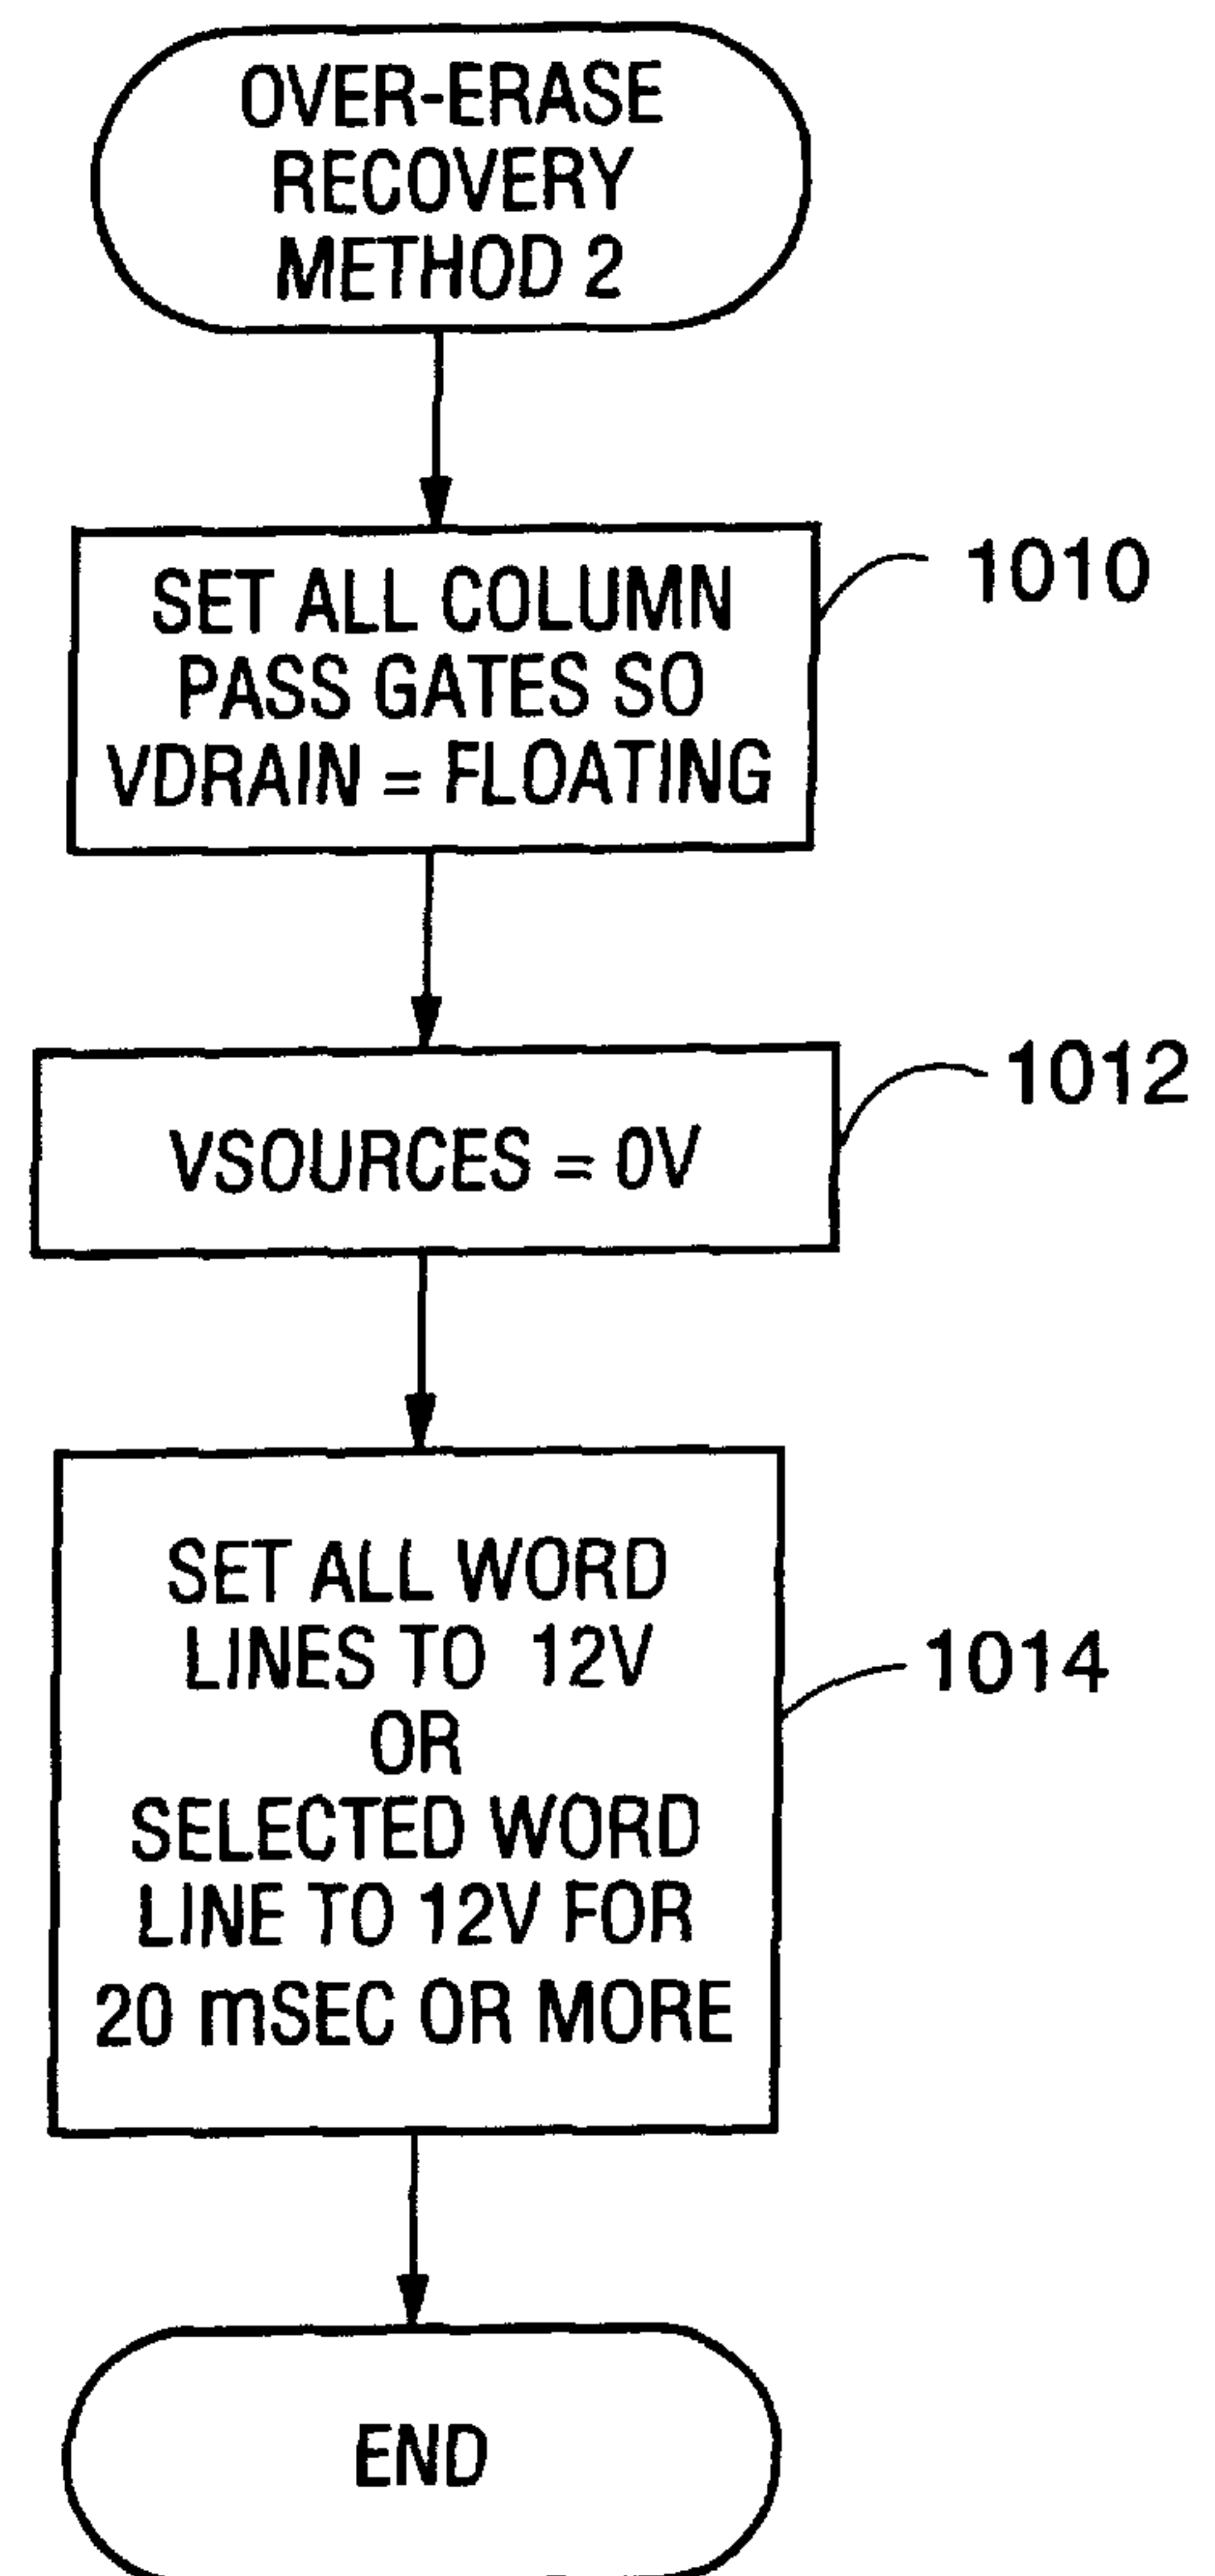 OVER-ERASE
RECOVERY
METHOD 2
SET ALL COLUMN
PASS GATES SO
VDRAIN = FLOATING
1010
VSOURCES = 0V
1012
SET ALL WORD
LINES TO 12V
OR
SELECTED WORD
LINE TO 12V FOR
20 mSEC OR MORE
1014
END